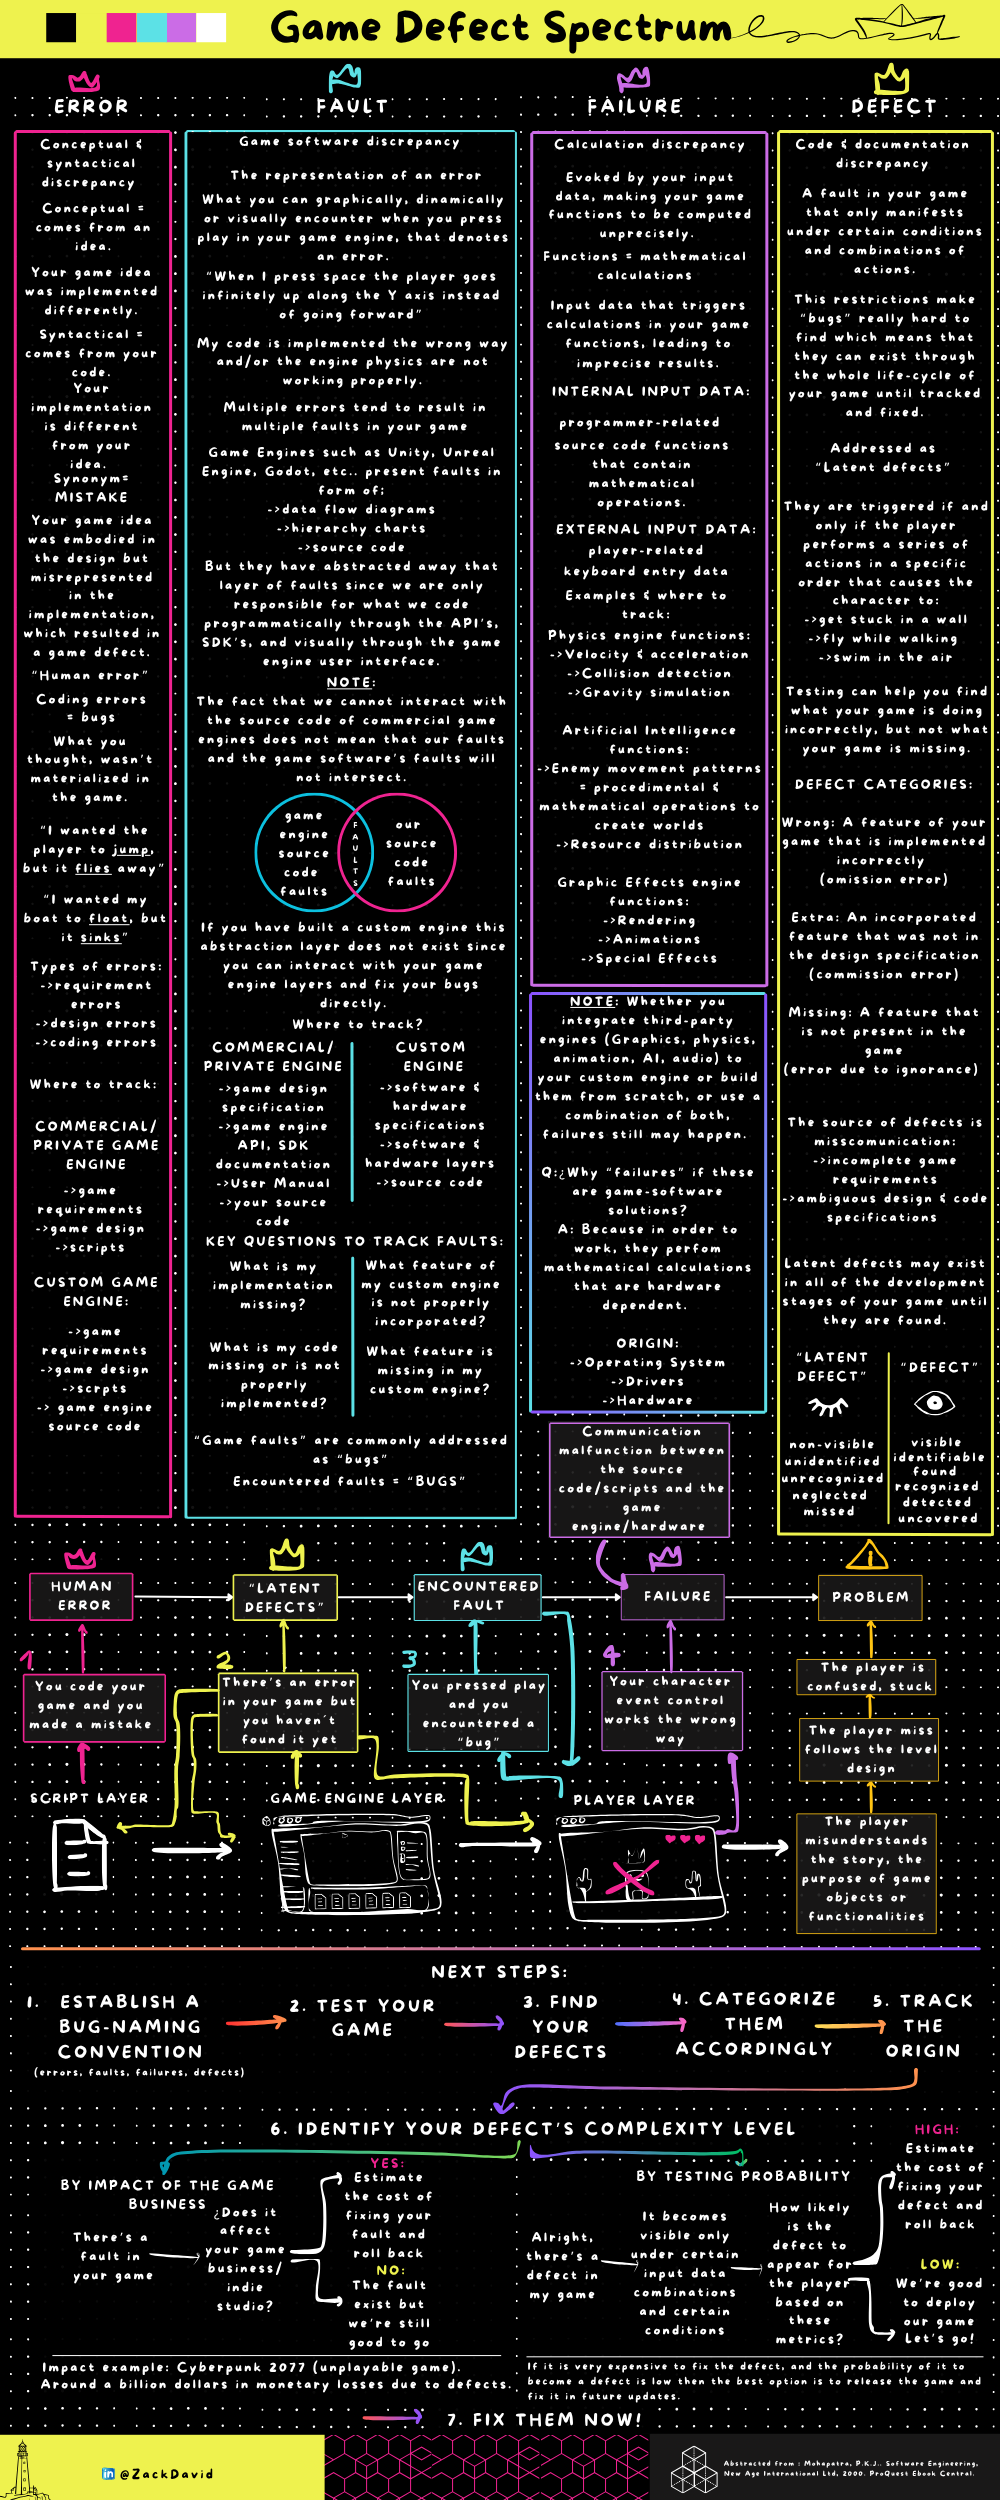 Game Defect Spectrum
ERROR
Conceptual &
syntactical
discrepancy
Conceptual =
comes from an
idea.
Your game idea
was implemented
differently.
Syntactical =
comes from your
code.
Your
implementation
is different
from your
idea.
Synonym=
MISTAKE
Your game idea
was embodied in
the design but
misrepresented
in the
implementation,
which resulted in
a game defect.
"Human error"
Coding errors
= bugs
What you
thought, wasn't
materialized in
the game.
"I wanted the
player to jump,
but it flies away"
"I wanted my
boat to float, but
it sinks"
Types of errors:
->requirement
errors
->design errors
->coding errors
Where to track:
COMMERCIAL/
PRIVATE GAME
ENGINE
->game
requirements
->game design
->scripts
CUSTOM GAME
ENGINE:
->game
requirements
->game design
->scrpts
-> game engine
source code
FAULT
Game software discrepancy
The representation of an error
What you can graphically, dinamically
or visually encounter when you press
play in your game engine, that denotes
an error.
"When I press space the player goes
infinitely up along the Y axis instead
of going forward"
My code is implemented the wrong way
and/or the engine physics are not
working properly.
Multiple errors tend to result in
multiple faults in your game
Game Engines such as Unity, Unreal
Engine, Godot, etc.. present faults in
form of;
->data flow diagrams
->hierarchy charts
->source code
But they have abstracted away that
layer of faults since we are only
responsible for what we code
programmatically through the API's,
SDK's, and visually through the game
engine user interface.
NOTE:
The fact that we cannot interact with
the source code of commercial game
engines does not mean that our faults
and the game software's faults will
not intersect.
game
engine
source
code
faults
FAULTS
our
source
code
faults
If you have built a custom engine this
abstraction layer does not exist since
you can interact with your game
engine layers and fix your bugs
directly.
Where to track?
COMMERCIAL/
PRIVATE ENGINE
->game design
specification
->game engine
API, SDK
documentation
->User Manual
->your source
code
CUSTOM
ENGINE
->software &
hardware
specifications
->software &
hardware layers
->source code
KEY QUESTIONS TO TRACK FAULTS:
What is my
implementation
missing?
What is my code
missing or is not
properly
implemented?
What feature of
my custom engine
is not properly
incorporated?
What feature is
missing in my
custom engine?
"Game faults" are commonly addressed
as "bugs"
Encountered faults = "BUGS"
FAILURE
Calculation discrepancy
Evoked by your input
data, making your game
functions to be computed
unprecisely.
Functions = mathematical
calculations
Input data that triggers
calculations in your game
functions, leading to
imprecise results.
INTERNAL INPUT DATA:
programmer-related
source code functions
that contain
mathematical
operations.
EXTERNAL INPUT DATA:
player-related
keyboard entry data
Examples & where to
track:
Physics engine functions:
->Velocity & acceleration
->Collision detection
->Gravity simulation
Artificial Intelligence
functions:
->Enemy movement patterns
= procedimental &
mathematical operations to
create worlds
->Resource distribution
Graphic Effects engine
functions:
->Rendering
->Animations
->Special Effects
NOTE: Whether you
integrate third-party
engines (Graphics, physics,
animation, AI, audio) to
your custom engine or build
them from scratch, or use a
combination of both,
failures still may happen.
Q:¿Why "failures" if these
are game-software
solutions?
A: Because in order to
work, they perfom
mathematical calculations
that are hardware
dependent.
ORIGIN:
->Operating System
->Drivers
->Hardware
Communication
malfunction between
the source
code/scripts and the
game
engine/hardware
DEFECT
Code & documentation
discrepancy
A fault in your game
that only manifests
under certain conditions
and combinations of
actions.
This restrictions make
"bugs" really hard to
find which means that
they can exist through
the whole life-cycle of
your game until tracked
and fixed.
Addressed as
"Latent defects"
They are triggered if and
only if the player
performs a series of
actions in a specific
order that causes the
character to:
->get stuck in a wall
->fly while walking
->swim in the air
Testing can help you find
what your game is doing
incorrectly, but not what
your game is missing.
DEFECT CATEGORIES:
Wrong: A feature of your
game that is implemented
incorrectly
(omission error)
Extra: An incorporated
feature that was not in
the design specification
(commission error)
Missing: A feature that
is not present in the
game
(error due to ignorance)
The source of defects is
misscomunication:
->incomplete game
requirements
->ambiguous design & code
specifications
Latent defects may exist
in all of the development
stages of your game until
they are found.
"LATENT
DEFECT"
non-visible
unidentified
unrecognized
neglected
missed
"DEFECT"
visible
identifiable
found
recognized
detected
uncovered
HUMAN
ERROR
"LATENT
DEFECTS"
ENCOUNTERED
FAULT
FAILURE
PROBLEM
1
You code your
game and you
made a mistake
2
There's an error
in your game but
you haven't
found it yet
3
You pressed play
and you
encountered a
"bug"
4
Your character
event control
works the wrong
way
The player is
confused, stuck
The player miss
follows the level
design
The player
misunderstands
the story, the
purpose of game
objects or
functionalities
SCRIPT LAYER
GAME ENGINE LAYER
PLAYER LAYER
NEXT STEPS:
1. ESTABLISH A
BUG-NAMING
CONVENTION
(errors, faults, failures, defects)
2. TEST YOUR
GAME
3. FIND
YOUR
DEFECTS
4. CATEGORIZE
THEM
ACCORDINGLY
5. TRACK
THE
ORIGIN
6. IDENTIFY YOUR DEFECT'S COMPLEXITY LEVEL
BY IMPACT OF THE GAME
BUSINESS
There's a
fault in
your game
¿Does it
affect
your game
business/
indie
studio?
YES:
Estimate
the cost of
fixing your
fault and
roll back
NO:
The fault
exist but
we're still
good to go
Impact example: Cyberpunk 2077 (unplayable game).
Around a billion dollars in monetary losses due to defects.
BY TESTING PROBABILITY
Alright,
there's a
defect in
my game
It becomes
visible only
under certain
input data
combinations
and certain
conditions
How likely
is the
defect to
appear for
the player
based on
these
metrics?
HIGH:
Estimate
the cost of
fixing your
defect and
roll back
LOW:
We're good
to deploy
our game
Let's go!
If it is very expensive to fix the defect, and the probability of it to
become a defect is low then the best option is to release the game and
fix it in future updates.
7. FIX THEM NOW!
in @ZackDavid
Abstracted from : Mohapatra, P.K.J.. Software Engineering,
New Age International Ltd, 2000. ProQuest Ebook Central.